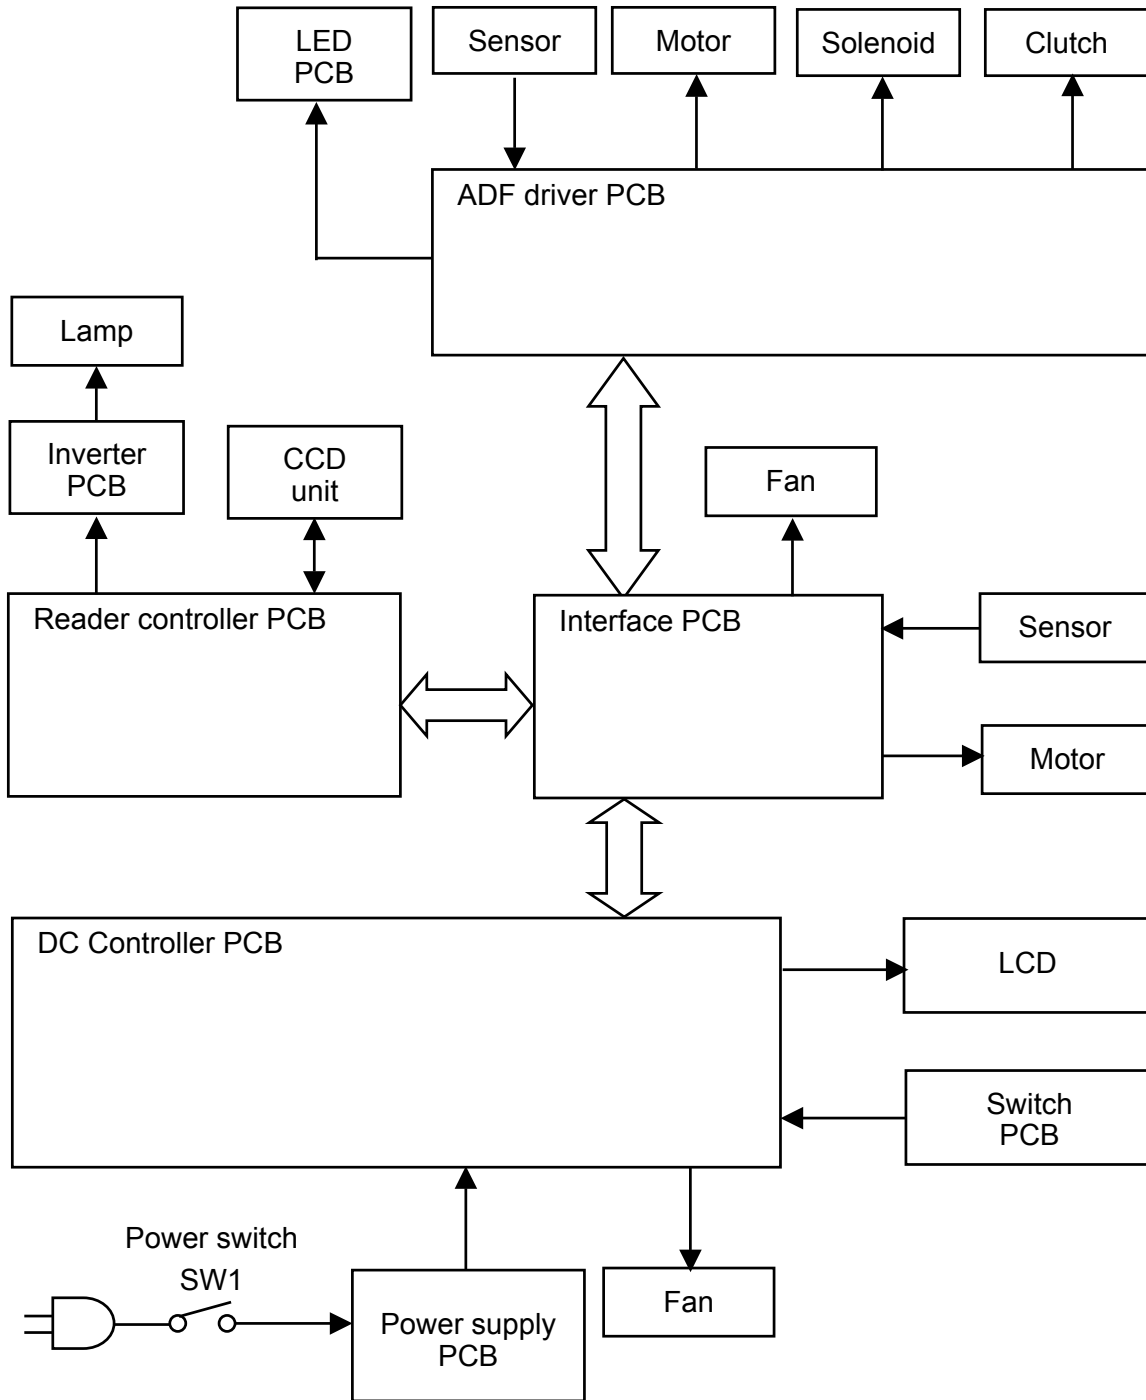 LED
PCB
Sensor
Motor
Solenoid
Clutch
ADF driver PCB
Lamp
Inverter
PCB
CCD
unit
Fan
Reader controller PCB
Interface PCB
Sensor
Motor
DC Controller PCB
LCD
Switch
PCB
Power switch
SW1
Power supply
PCB
Fan